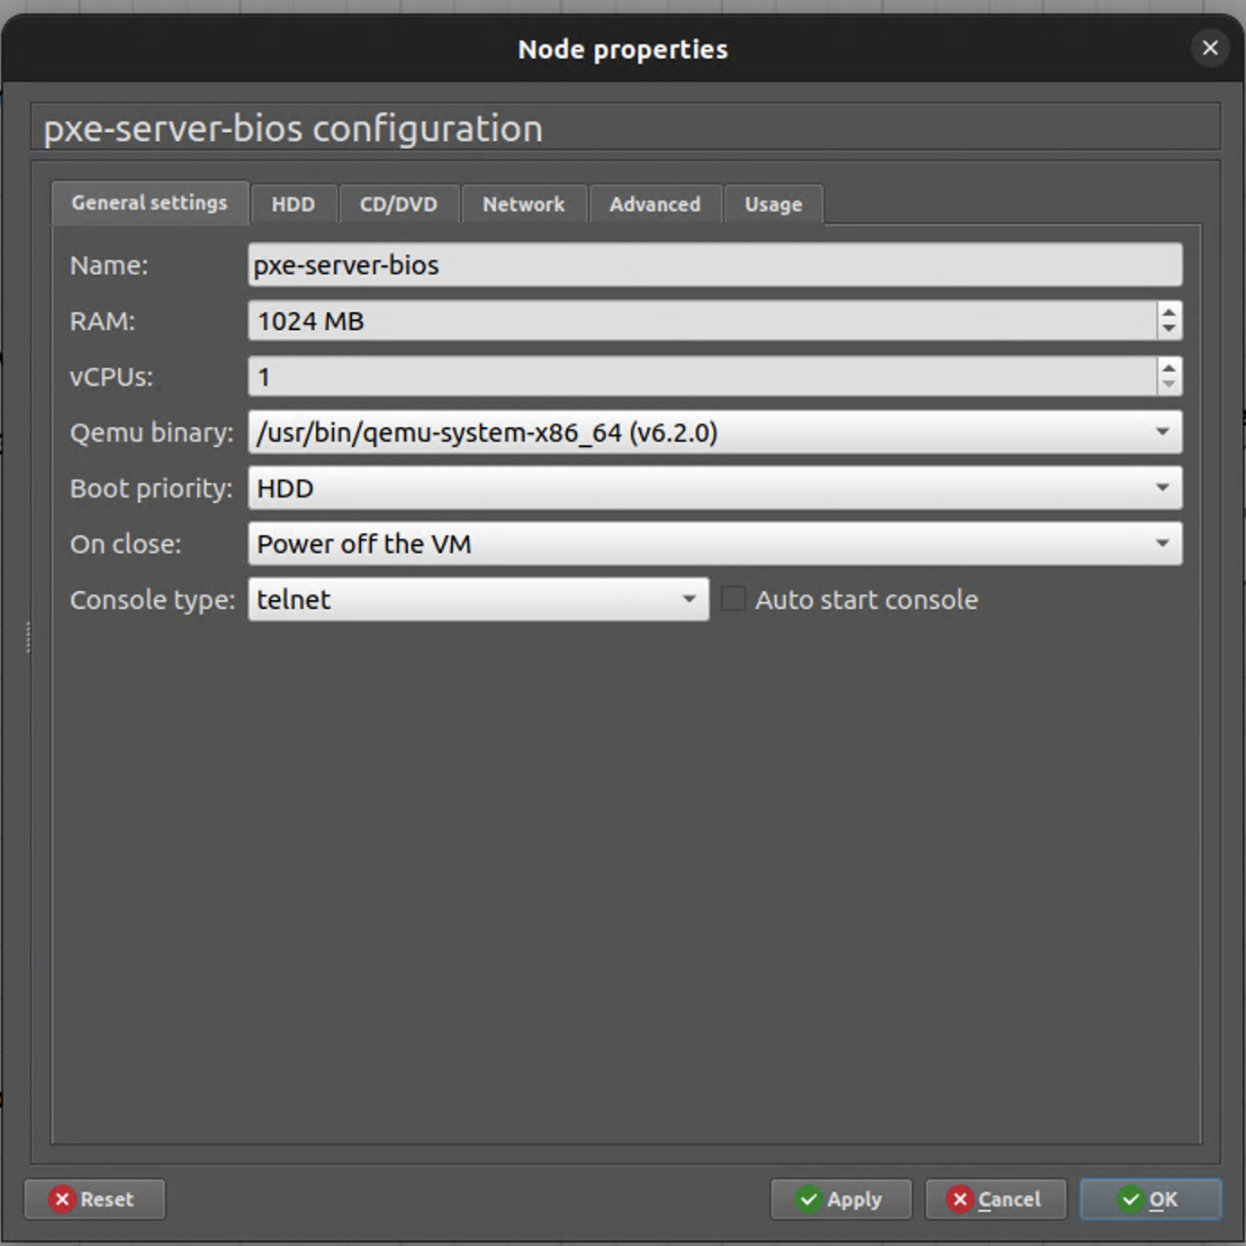 Node properties
pxe-server-bios configuration
General settings HDD CD/DVD Network Advanced Usage
Name: pxe-server-bios
RAM: 1024 MB
vCPUs: 1
Qemu binary: /usr/bin/qemu-system-x86_64 (v6.2.0)
Boot priority: HDD
On close: Power off the VM
Console type: telnet Auto start console
Reset Apply Cancel OK